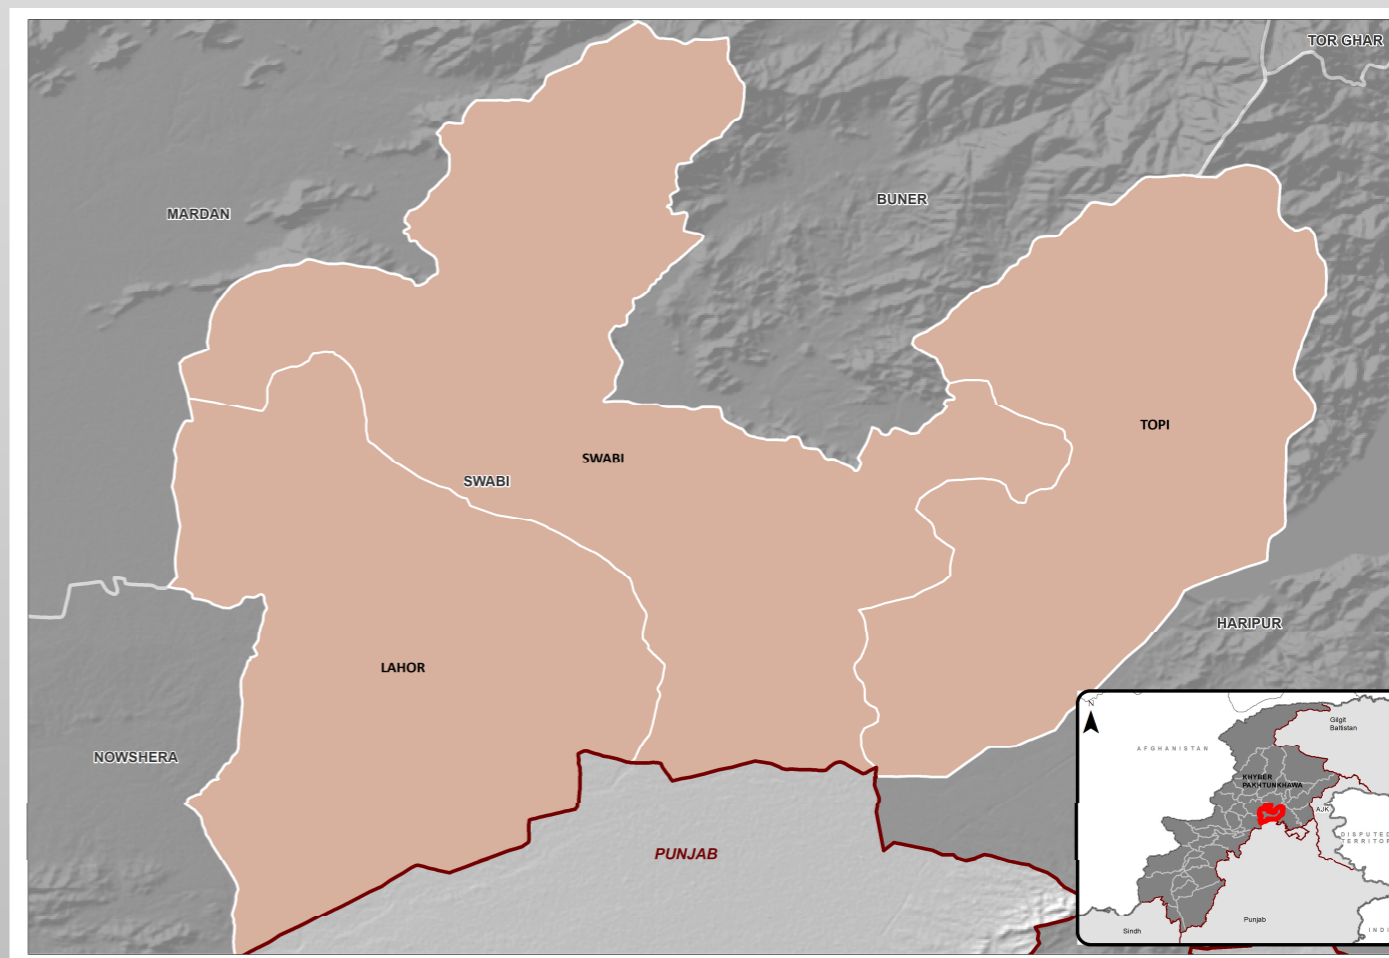 TOR GHAR
MARDAN
BUNER
TOPI
SWABI
SWABI
HARIPUR
LAHOR
NOWSHERA
PUNJAB
N
Gilgit
Baltistan
AFGHANISTAN
KHYBER
PAKHTUNKHAWA
AJK
DISPUTED
TERRITOR
Punjab
Sindh
INDI